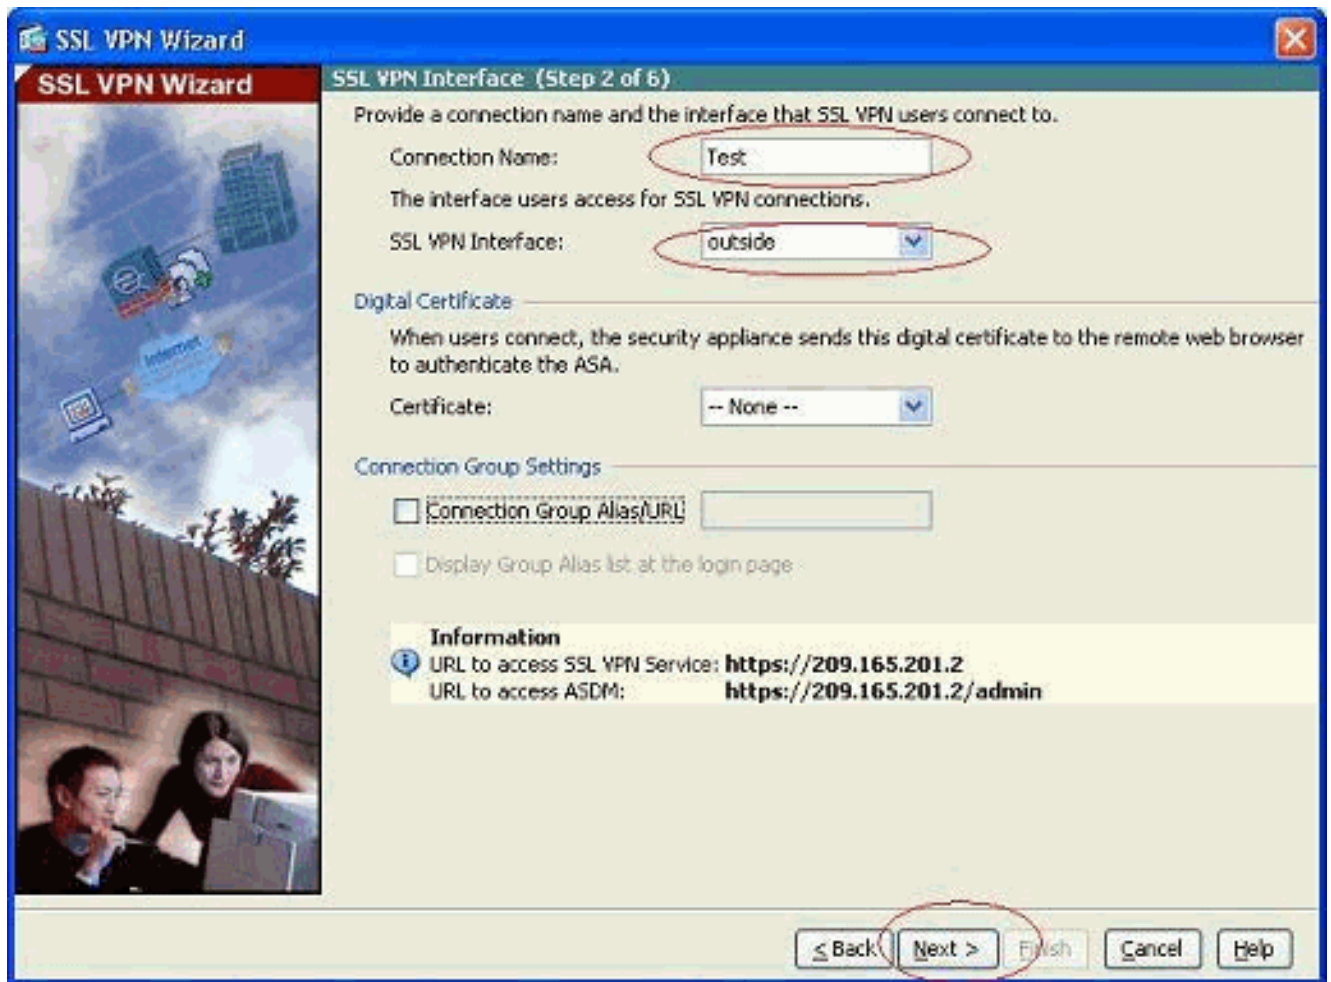 SSL VPN Wizard
SSL VPN Wizard
SSL VPN Interface (Step 2 of 6)
Provide a connection name and the interface that SSL VPN users connect to.
Connection Name: Test
The interface users access for SSL VPN connections.
SSL VPN Interface: outside
Digital Certificate
When users connect, the security appliance sends this digital certificate to the remote web browser
to authenticate the ASA.
Certificate: -- None --
Connection Group Settings
Connection Group Alias/URL
Display Group Alias list at the login page
Information
URL to access SSL VPN Service: https://209.165.201.2
URL to access ASDM: https://209.165.201.2/admin
Internet
< Back Next > Finish Cancel Help